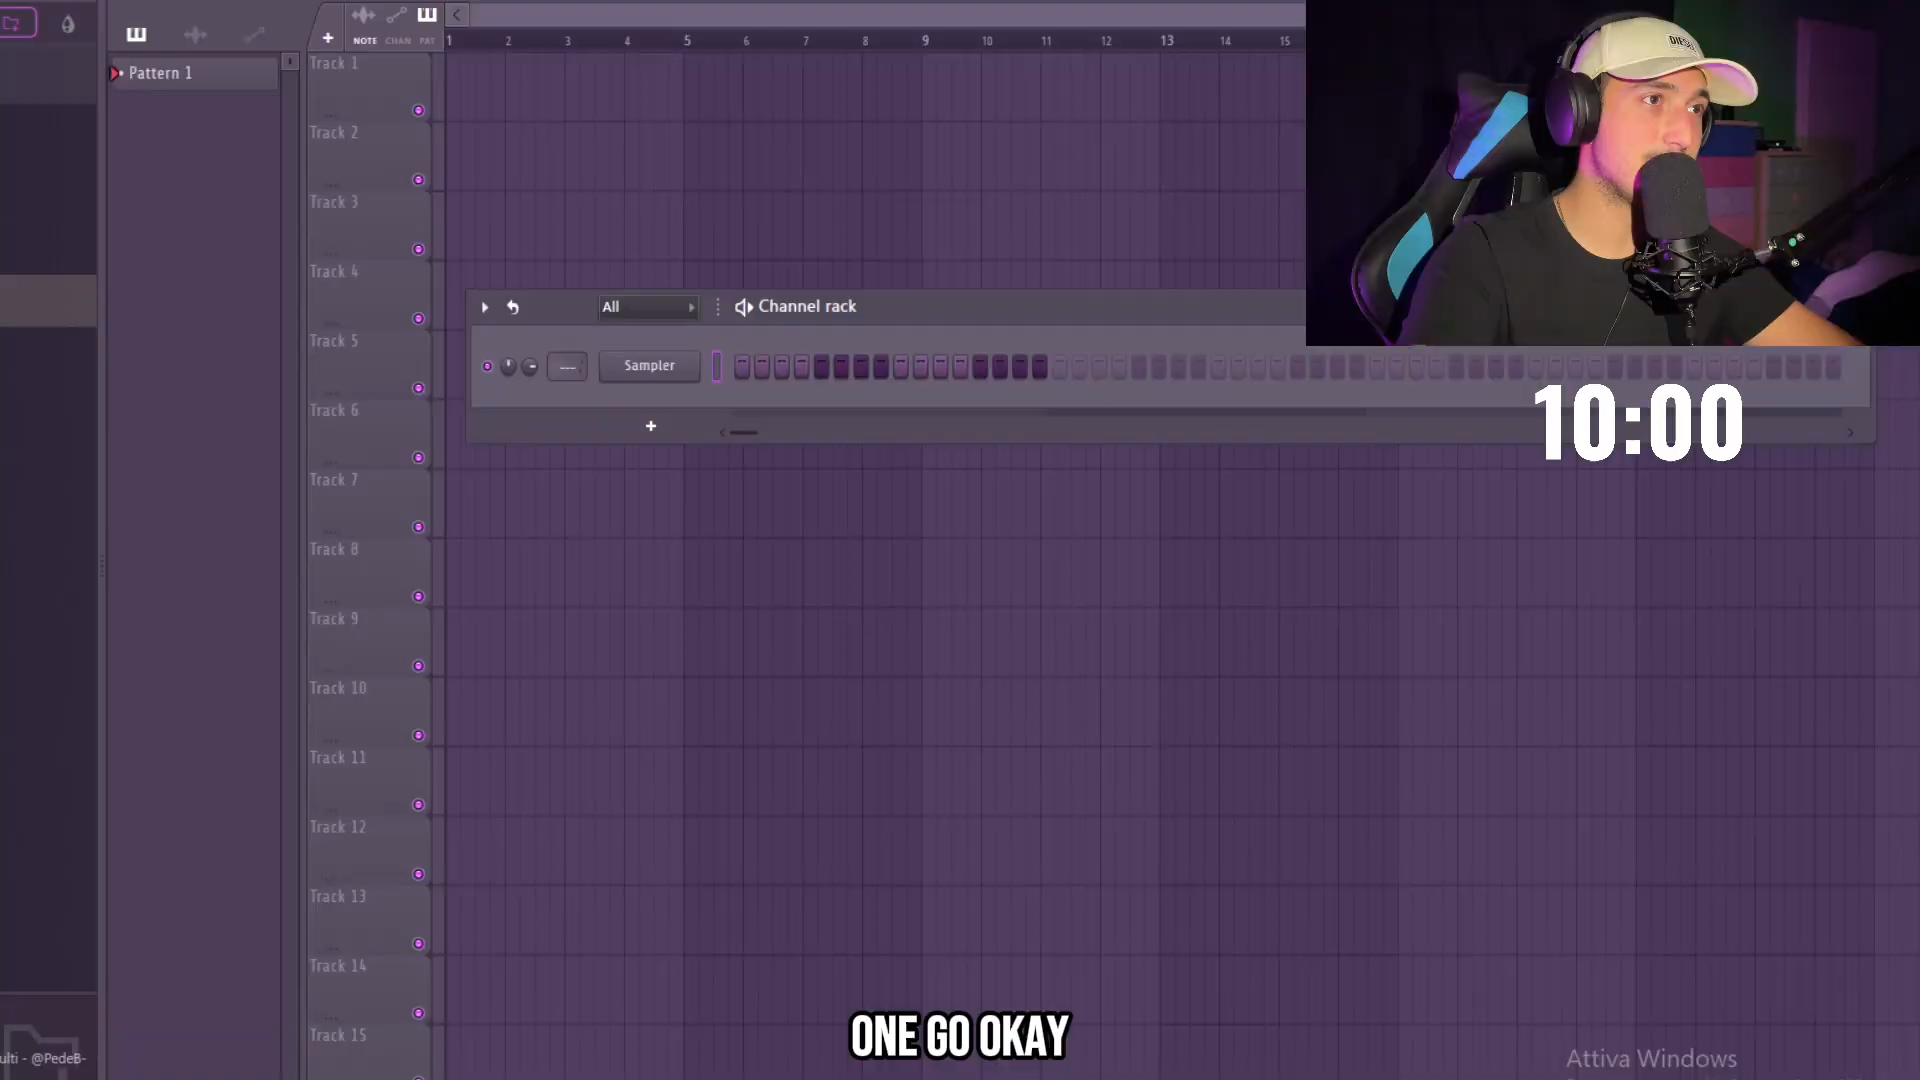 NOTE CHAN PAT
1 2 3 4 5 6 7 8 9 10 11 12 13 14 15
Pattern 1
Track 1
Track 2
Track 3
Track 4
Track 5
Track 6
Track 7
Track 8
Track 9
Track 10
Track 11
Track 12
Track 13
Track 14
Track 15
All
Channel rack
Sampler
DIESEL
10:00
ONE GO OKAY
ulti - @PedeB-
Attiva Windows